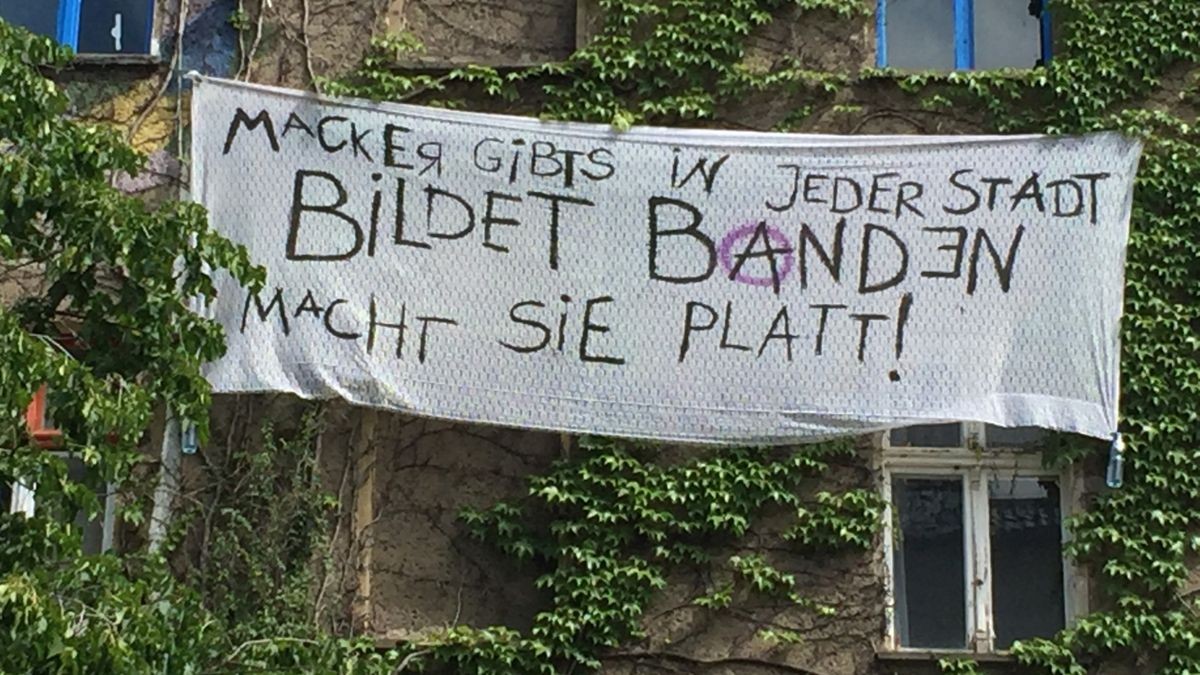 MACKER GiBTS iN JEDER STADT
BiLDET BANDEN
MACHT SiE PLATT!